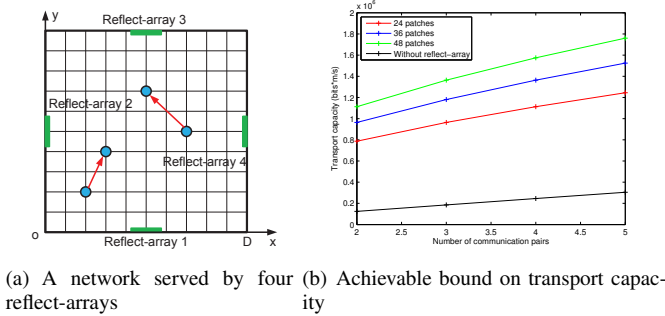 y
Reflect-array 3
Reflect-array 2
Reflect-array 4
o
Reflect-array 1
D
x
x 10^6
2
1.8
1.6
1.4
1.2
1
0.8
0.6
0.4
0.2
0
Transport capacity (bits*m/s)
24 patches
36 patches
48 patches
Without reflect-array
2 2.5 3 3.5 4 4.5 5
Number of communication pairs
(a) A network served by four reflect-arrays
(b) Achievable bound on transport capac-
ity